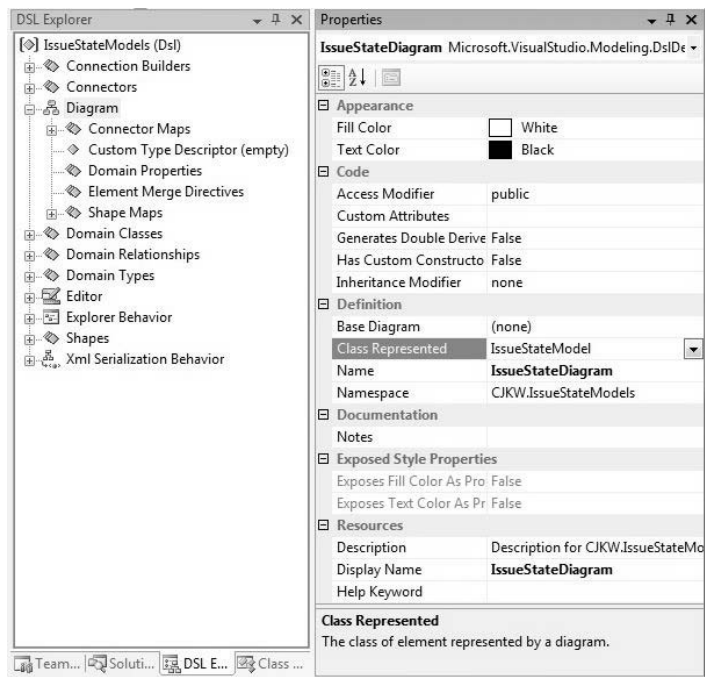 DSL Explorer
[◇] IssueStateModels (Dsl)
Connection Builders
Connectors
Diagram
Connector Maps
Custom Type Descriptor (empty)
Domain Properties
Element Merge Directives
Shape Maps
Domain Classes
Domain Relationships
Domain Types
Editor
Explorer Behavior
Shapes
Xml Serialization Behavior
Team... Soluti... DSL E... Class ...
Properties
IssueStateDiagram Microsoft.VisualStudio.Modeling.DslDe
Appearance
Fill Color White
Text Color Black
Code
Access Modifier public
Custom Attributes
Generates Double Derive False
Has Custom Constructo False
Inheritance Modifier none
Definition
Base Diagram (none)
Class Represented IssueStateModel
Name IssueStateDiagram
Namespace CJKW.IssueStateModels
Documentation
Notes
Exposed Style Properties
Exposes Fill Color As Pro False
Exposes Text Color As Pr False
Resources
Description Description for CJKW.IssueStateMo
Display Name IssueStateDiagram
Help Keyword
Class Represented
The class of element represented by a diagram.